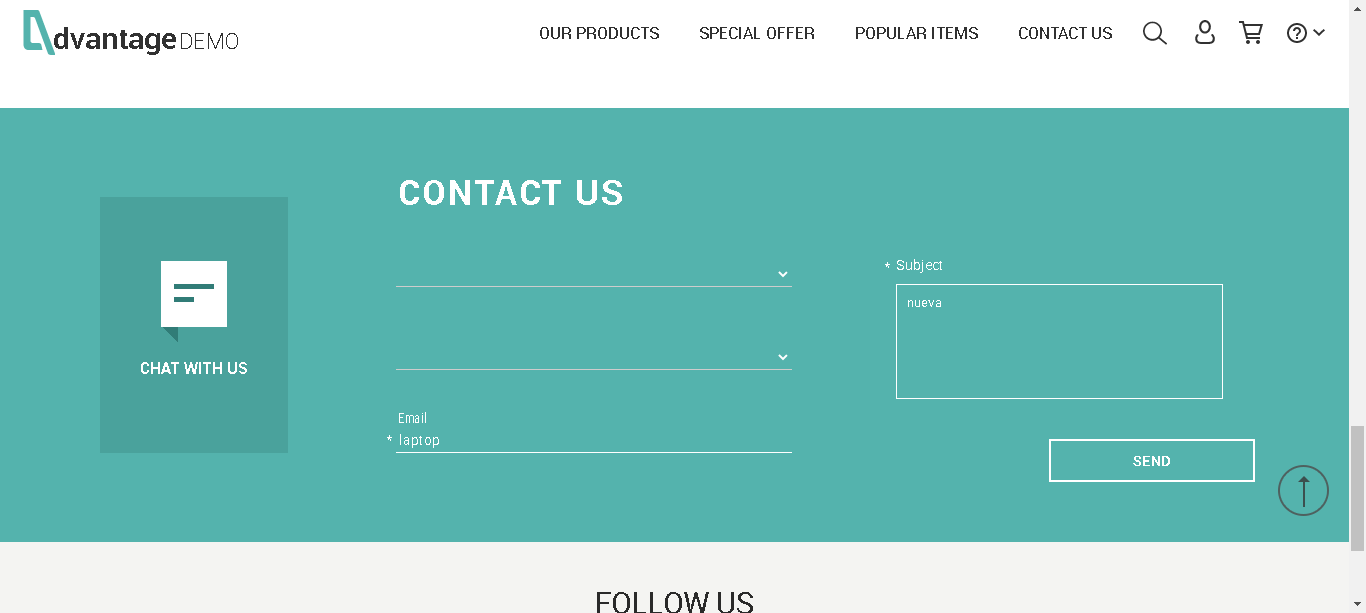 dvantage DEMO
OUR PRODUCTS SPECIAL OFFER POPULAR ITEMS CONTACT US
CHAT WITH US
CONTACT US
Email
* laptop
* Subject
nueva
SEND
FOLLOW US